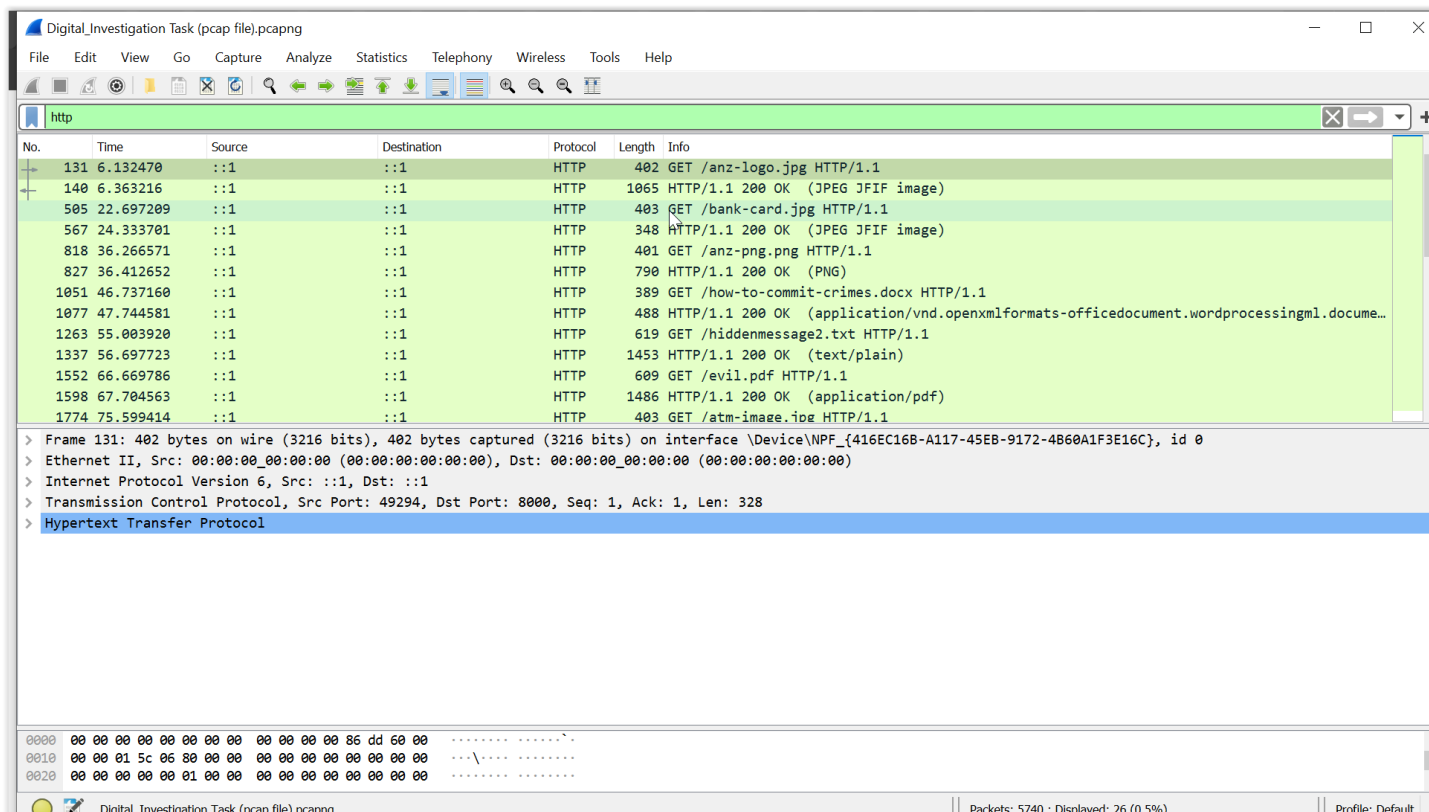 Digital_Investigation Task (pcap file).pcapng
File Edit View Go Capture Analyze Statistics Telephony Wireless Tools Help
http
No. Time Source Destination Protocol Length Info
131 6.132470 ::1 ::1 HTTP 402 GET /anz-logo.jpg HTTP/1.1
140 6.363216 ::1 ::1 HTTP 1065 HTTP/1.1 200 OK (JPEG JFIF image)
505 22.697209 ::1 ::1 HTTP 403 GET /bank-card.jpg HTTP/1.1
567 24.333701 ::1 ::1 HTTP 348 HTTP/1.1 200 OK (JPEG JFIF image)
818 36.266571 ::1 ::1 HTTP 401 GET /anz-png.png HTTP/1.1
827 36.412652 ::1 ::1 HTTP 790 HTTP/1.1 200 OK (PNG)
1051 46.737160 ::1 ::1 HTTP 389 GET /how-to-commit-crimes.docx HTTP/1.1
1077 47.744581 ::1 ::1 HTTP 488 HTTP/1.1 200 OK (application/vnd.openxmlformats-officedocument.wordprocessingml.docume…
1263 55.003920 ::1 ::1 HTTP 619 GET /hiddenmessage2.txt HTTP/1.1
1337 56.697723 ::1 ::1 HTTP 1453 HTTP/1.1 200 OK (text/plain)
1552 66.669786 ::1 ::1 HTTP 609 GET /evil.pdf HTTP/1.1
1598 67.704563 ::1 ::1 HTTP 1486 HTTP/1.1 200 OK (application/pdf)
1774 75.599414 ::1 ::1 HTTP 403 GET /atm-image.jpg HTTP/1.1
Frame 131: 402 bytes on wire (3216 bits), 402 bytes captured (3216 bits) on interface \Device\NPF_{416EC16B-A117-45EB-9172-4B60A1F3E16C}, id 0
Ethernet II, Src: 00:00:00_00:00:00 (00:00:00:00:00:00), Dst: 00:00:00_00:00:00 (00:00:00:00:00:00)
Internet Protocol Version 6, Src: ::1, Dst: ::1
Transmission Control Protocol, Src Port: 49294, Dst Port: 8000, Seq: 1, Ack: 1, Len: 328
Hypertext Transfer Protocol
0000 00 00 00 00 00 00 00 00 00 00 00 00 86 dd 60 00 ········ ······`·
0010 00 00 01 5c 06 80 00 00 00 00 00 00 00 00 00 00 ···\···· ········
0020 00 00 00 00 00 01 00 00 00 00 00 00 00 00 00 00 ········ ········
Digital_Investigation Task (pcap file).pcapng Packets: 5740 · Displayed: 26 (0.5%) Profile: Default